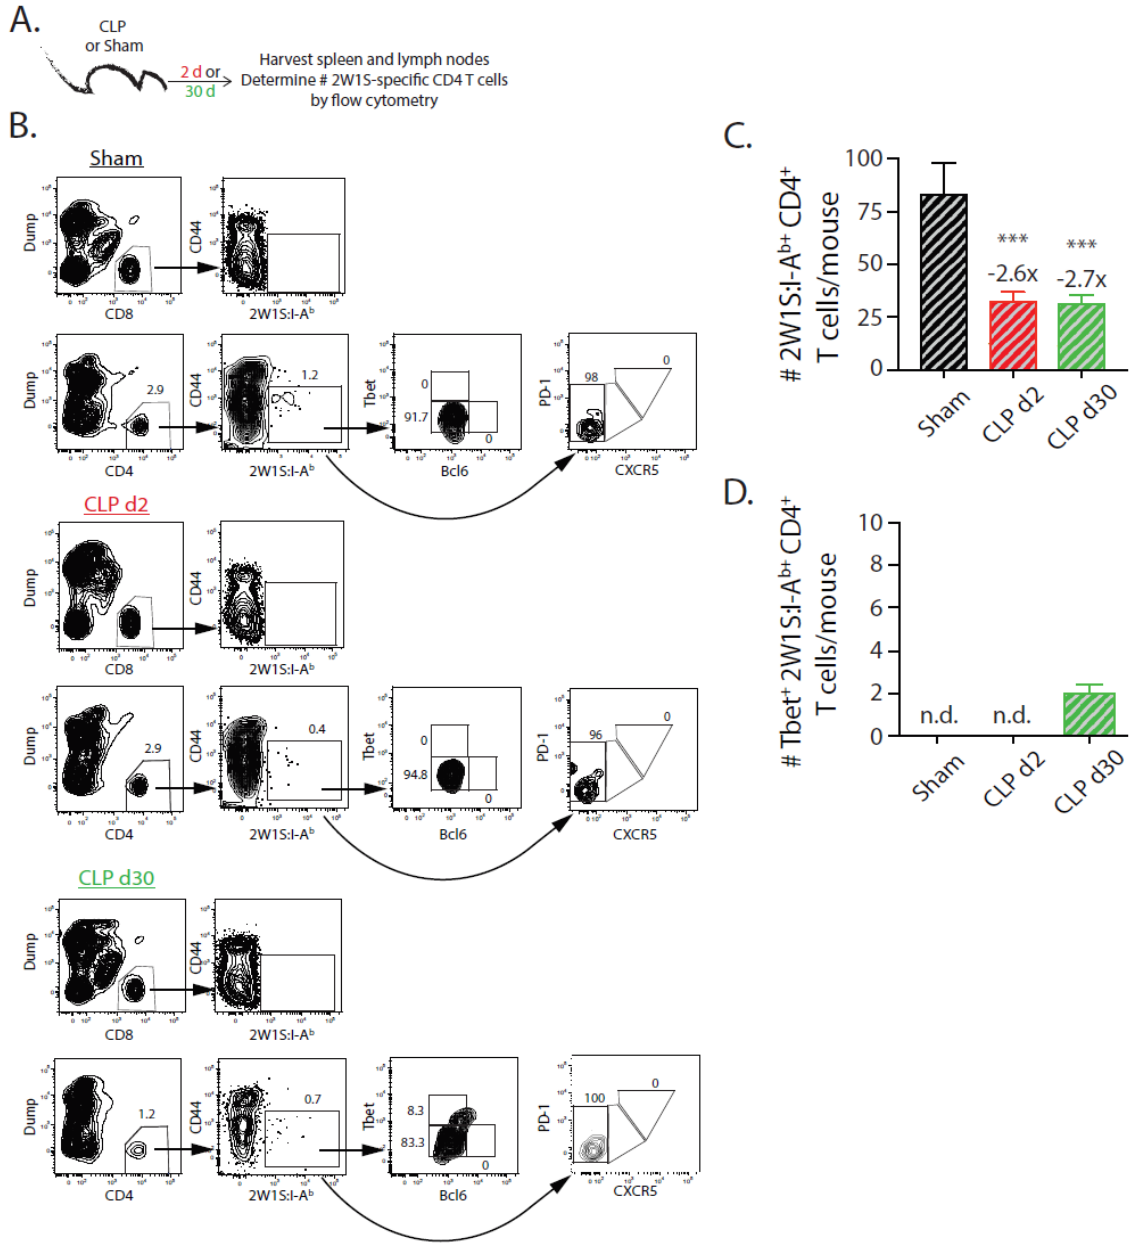 A.
CLP
or Sham
2 d or
30 d
Harvest spleen and lymph nodes
Determine # 2W1S-specific CD4 T cells
by flow cytometry
B.
Sham
Dump
CD8
CD44
2W1S:I-Aᵇ
Dump
2.9
CD4
CD44
1.2
2W1S:I-Aᵇ
Tbet
0
91.7
0
Bcl6
PD-1
98
0
CXCR5
CLP d2
Dump
CD8
CD44
2W1S:I-Aᵇ
Dump
2.9
CD4
CD44
0.4
2W1S:I-Aᵇ
Tbet
0
94.8
0
Bcl6
PD-1
96
0
CXCR5
CLP d30
Dump
CD8
CD44
2W1S:I-Aᵇ
Dump
1.2
CD4
CD44
0.7
2W1S:I-Aᵇ
Tbet
8.3
83.3
0
Bcl6
PD-1
100
0
CXCR5
C.
# 2W1S:I-Aᵇ⁺ CD4⁺
T cells/mouse
100
75
50
25
0
***
-2.6x
***
-2.7x
Sham
CLP d2
CLP d30
D.
# Tbet⁺ 2W1S:I-Aᵇ⁺ CD4⁺
T cells/mouse
10
8
6
4
2
0
n.d.
n.d.
Sham
CLP d2
CLP d30